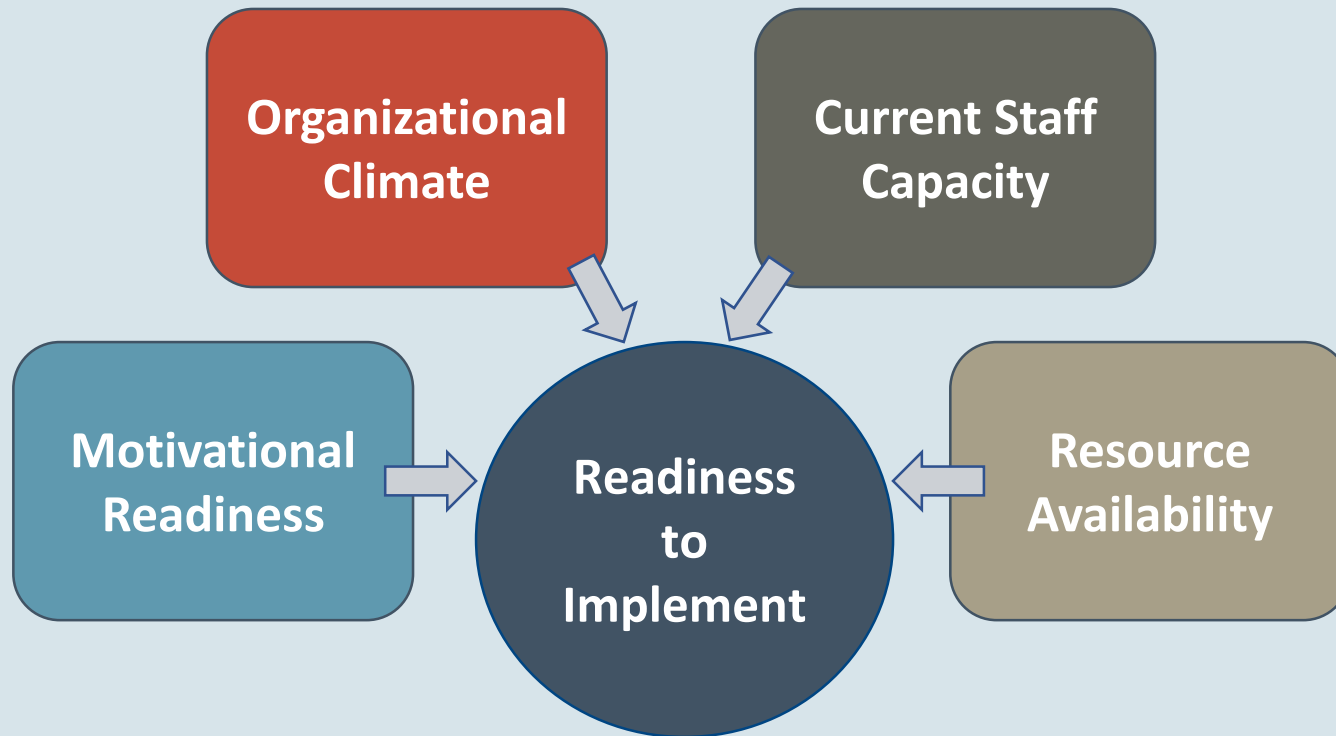 Organizational
Climate
Current Staff
Capacity
Motivational
Readiness
Readiness
to
Implement
Resource
Availability